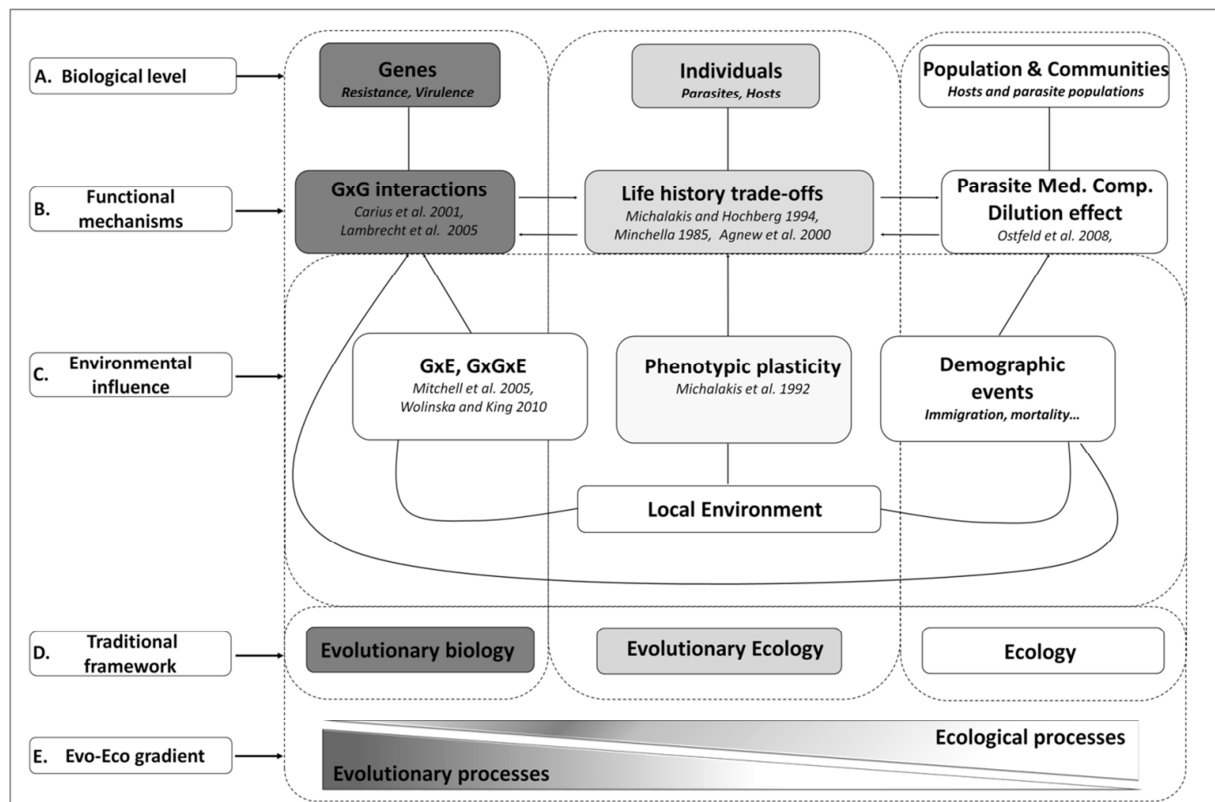 A. Biological level
Genes
Resistance, Virulence
Individuals
Parasites, Hosts
Population & Communities
Hosts and parasite populations
B. Functional
mechanisms
GxG interactions
Carius et al. 2001,
Lambrecht et al. 2005
Life history trade-offs
Michalakis and Hochberg 1994,
Minchella 1985, Agnew et al. 2000
Parasite Med. Comp.
Dilution effect
Ostfeld et al. 2008,
C. Environmental
influence
GxE, GxGxE
Mitchell et al. 2005,
Wolinska and King 2010
Phenotypic plasticity
Michalakis et al. 1992
Demographic
events
Immigration, mortality...
Local Environment
D. Traditional
framework
Evolutionary biology
Evolutionary Ecology
Ecology
E. Evo-Eco gradient
Ecological processes
Evolutionary processes